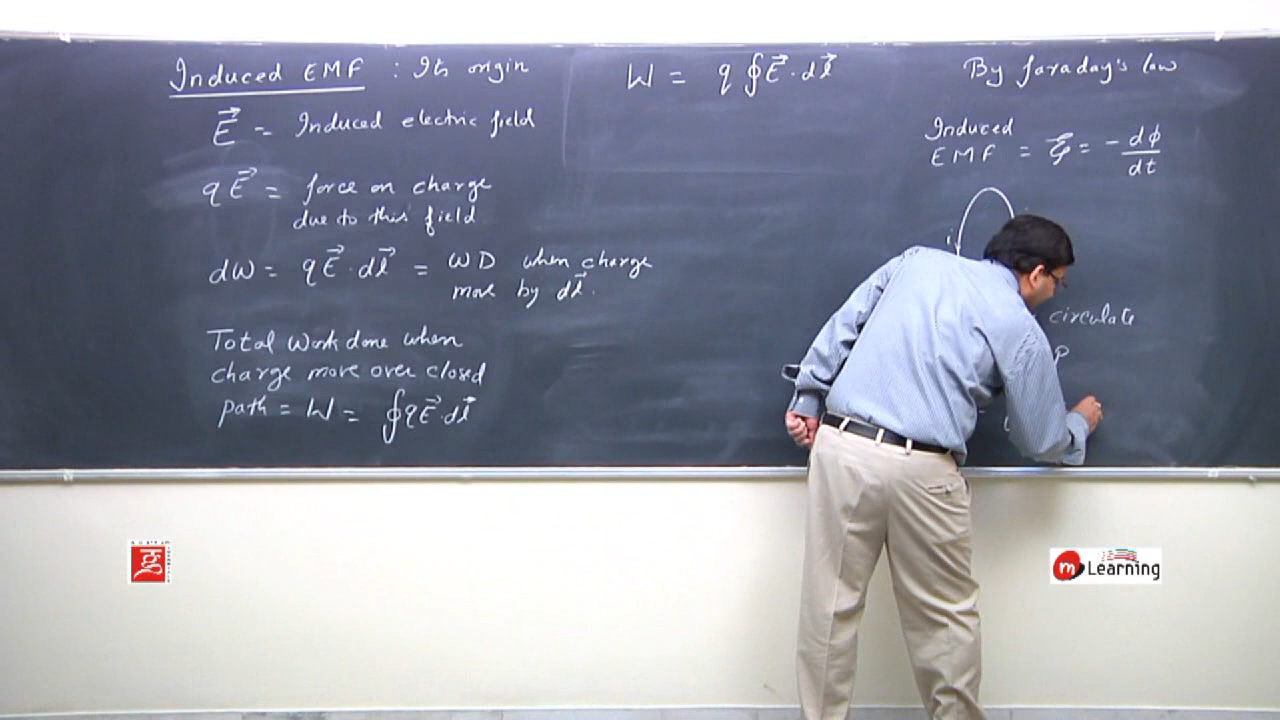 Induced EMF : Its origin
E⃗ = Induced electric field
qE⃗ = force on charge
due to this field
dW = qE⃗ · dl⃗ = WD when charge
move by dl⃗.
Total Work done when
charge move over closed
path = W = ∮qE⃗·dl⃗
W = q ∮E⃗·dl⃗
By faraday's law
Induced
EMF = ξ = -dϕ/dt
i
circulate
P
m Learning